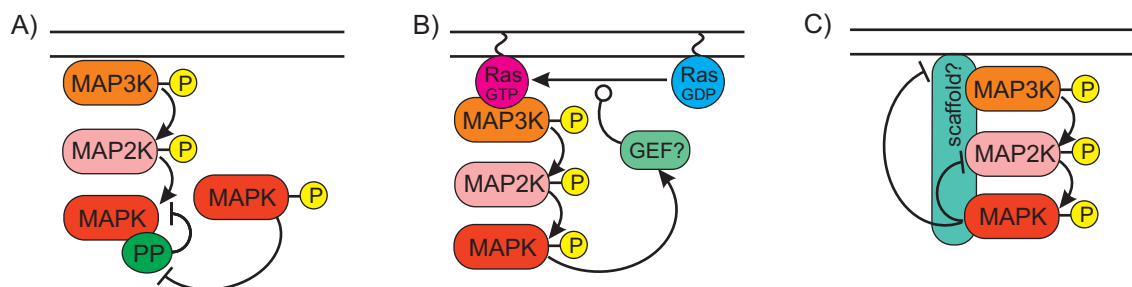 A)
MAP3K
P
MAP2K
P
MAPK
PP
MAPK
P
B)
Ras
GTP
Ras
GDP
MAP3K
P
GEF?
MAP2K
P
MAPK
P
C)
scaffold?
MAP3K
P
MAP2K
P
MAPK
P